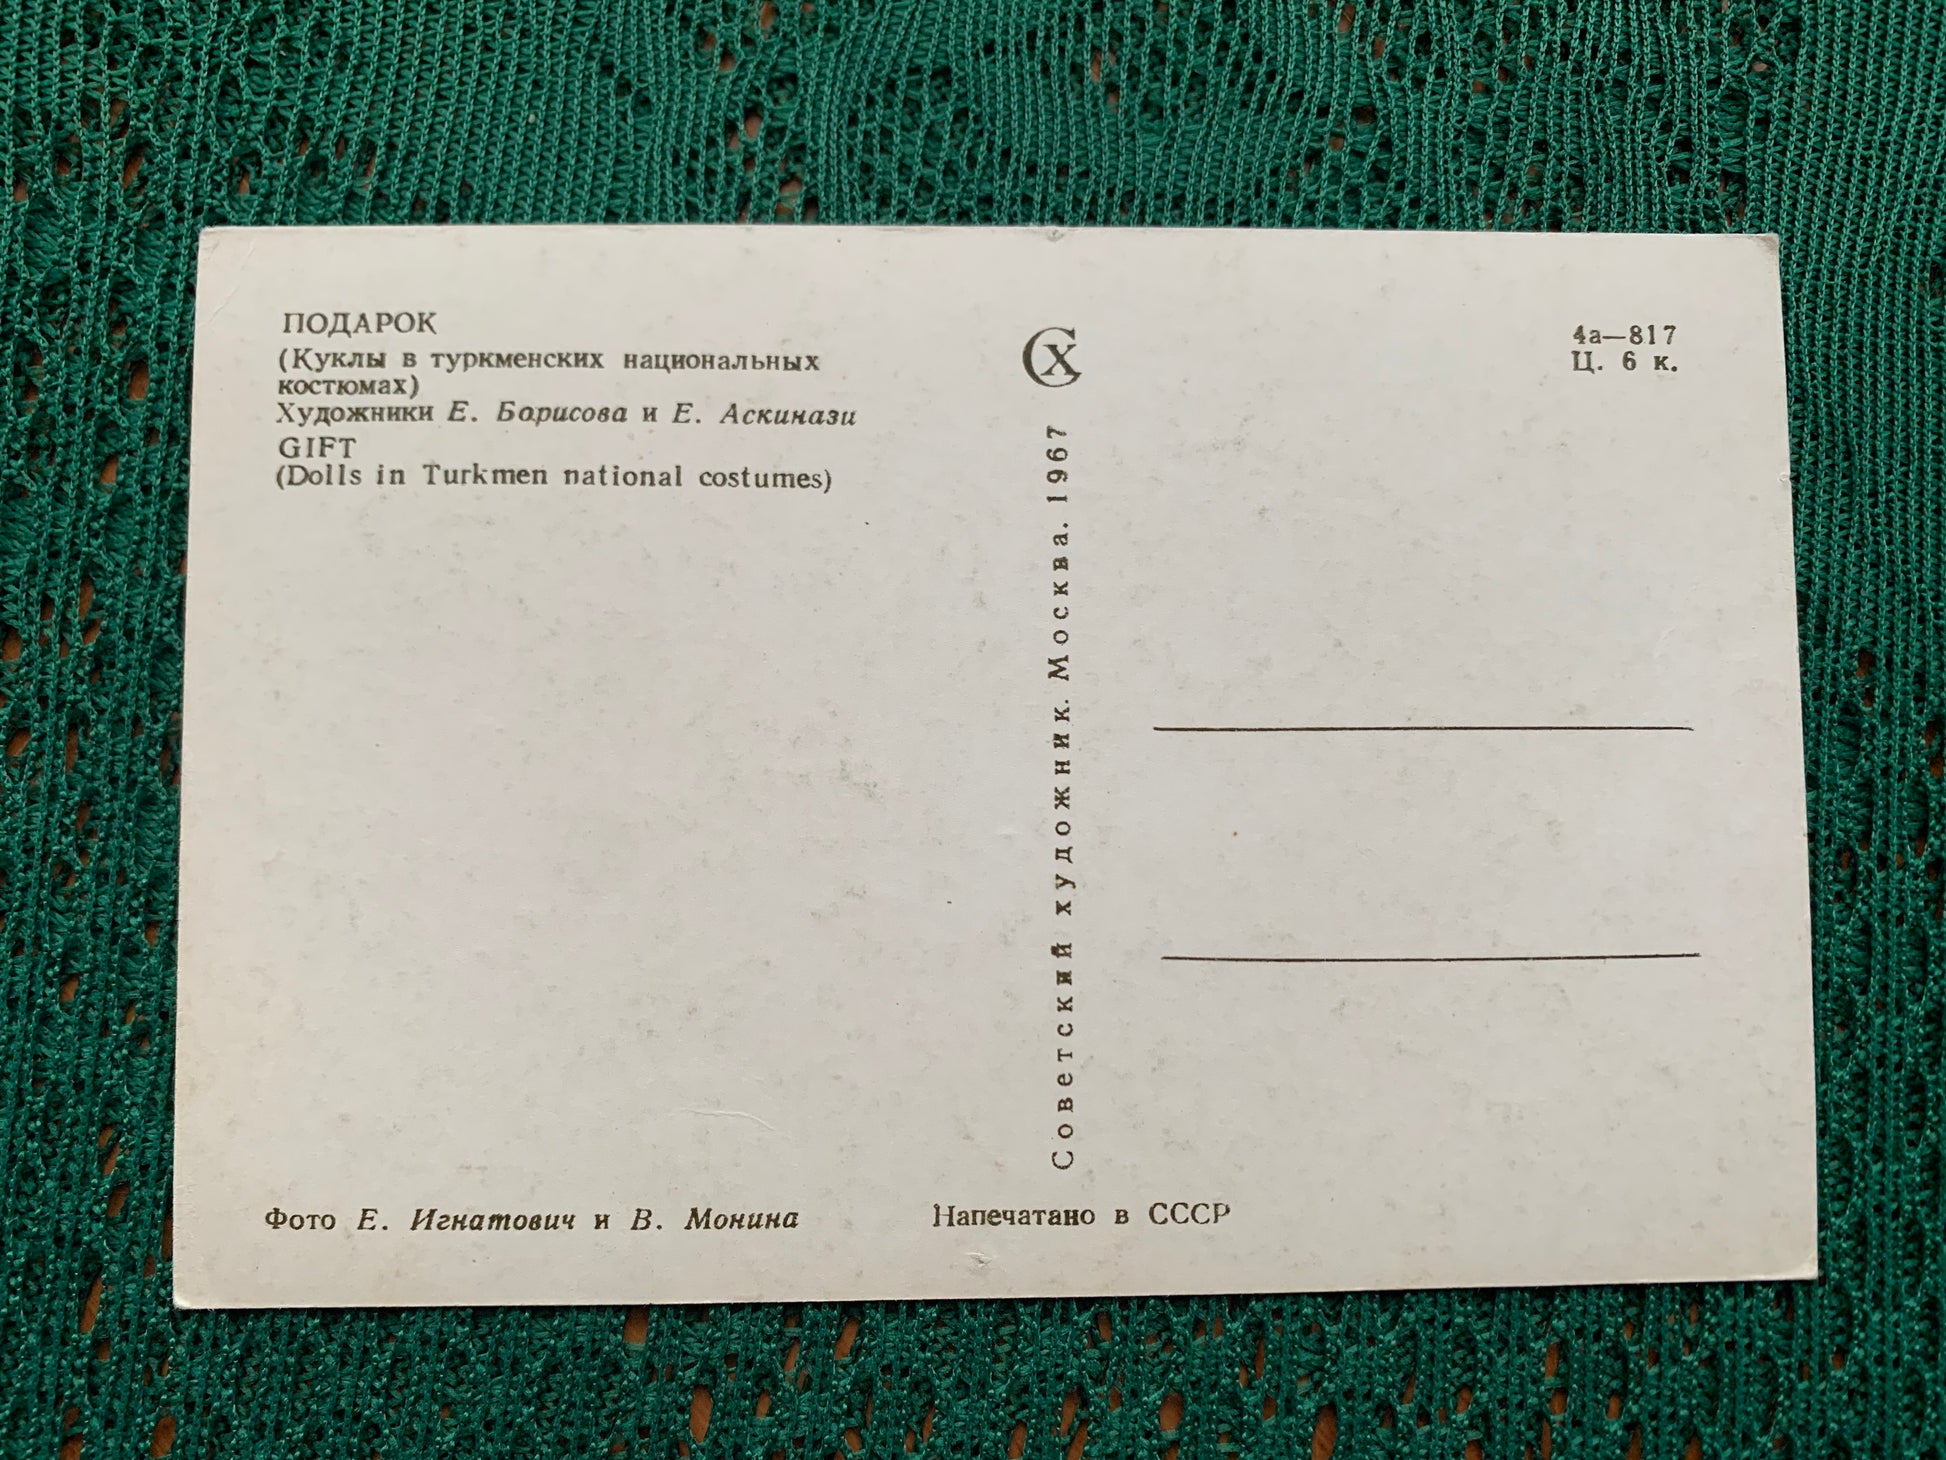 ПОДАРОК
(Куклы в туркменских национальных
костюмах)
Художники Е. Борисова и Е. Аскинази
GIFT
(Dolls in Turkmen national costumes)
Фото Е. Игнатович и В. Монина
СХ
Советский художник. Москва. 1967
Напечатано в СССР
4а—817
Ц. 6 к.